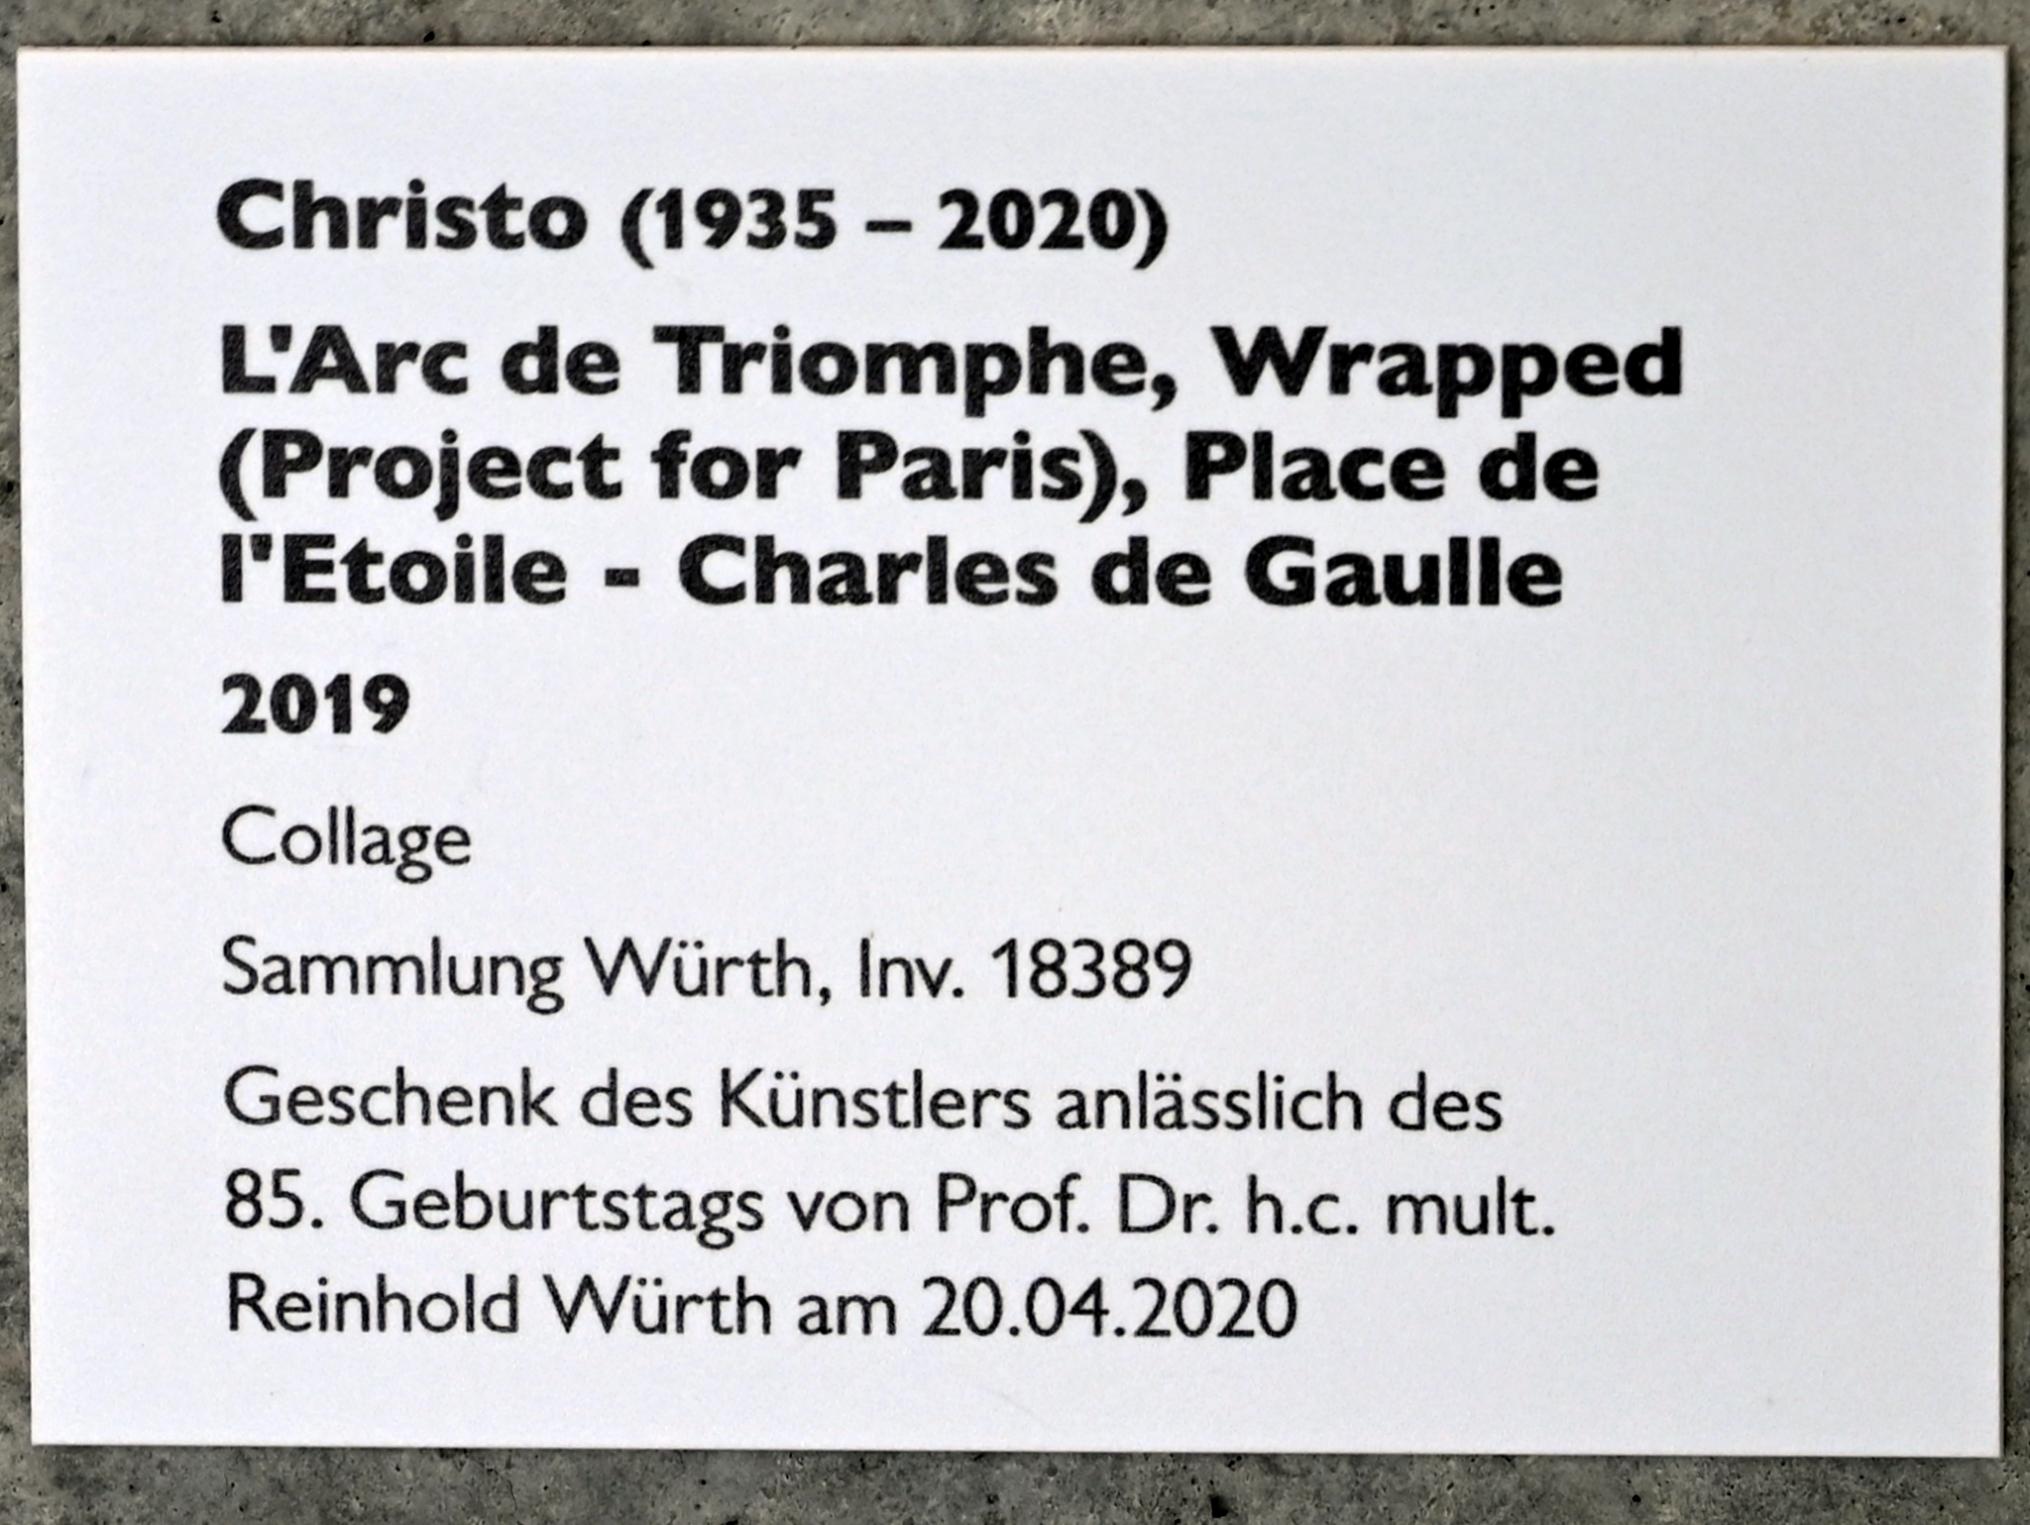 Christo (1935 – 2020)
L'Arc de Triomphe, Wrapped
(Project for Paris), Place de
l'Etoile - Charles de Gaulle
2019
Collage
Sammlung Würth, Inv. 18389
Geschenk des Künstlers anlässlich des
85. Geburtstags von Prof. Dr. h.c. mult.
Reinhold Würth am 20.04.2020